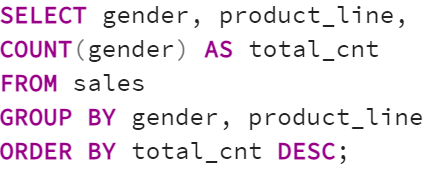 SELECT gender, product_line,
COUNT(gender) AS total_cnt
FROM sales
GROUP BY gender, product_line
ORDER BY total_cnt DESC;